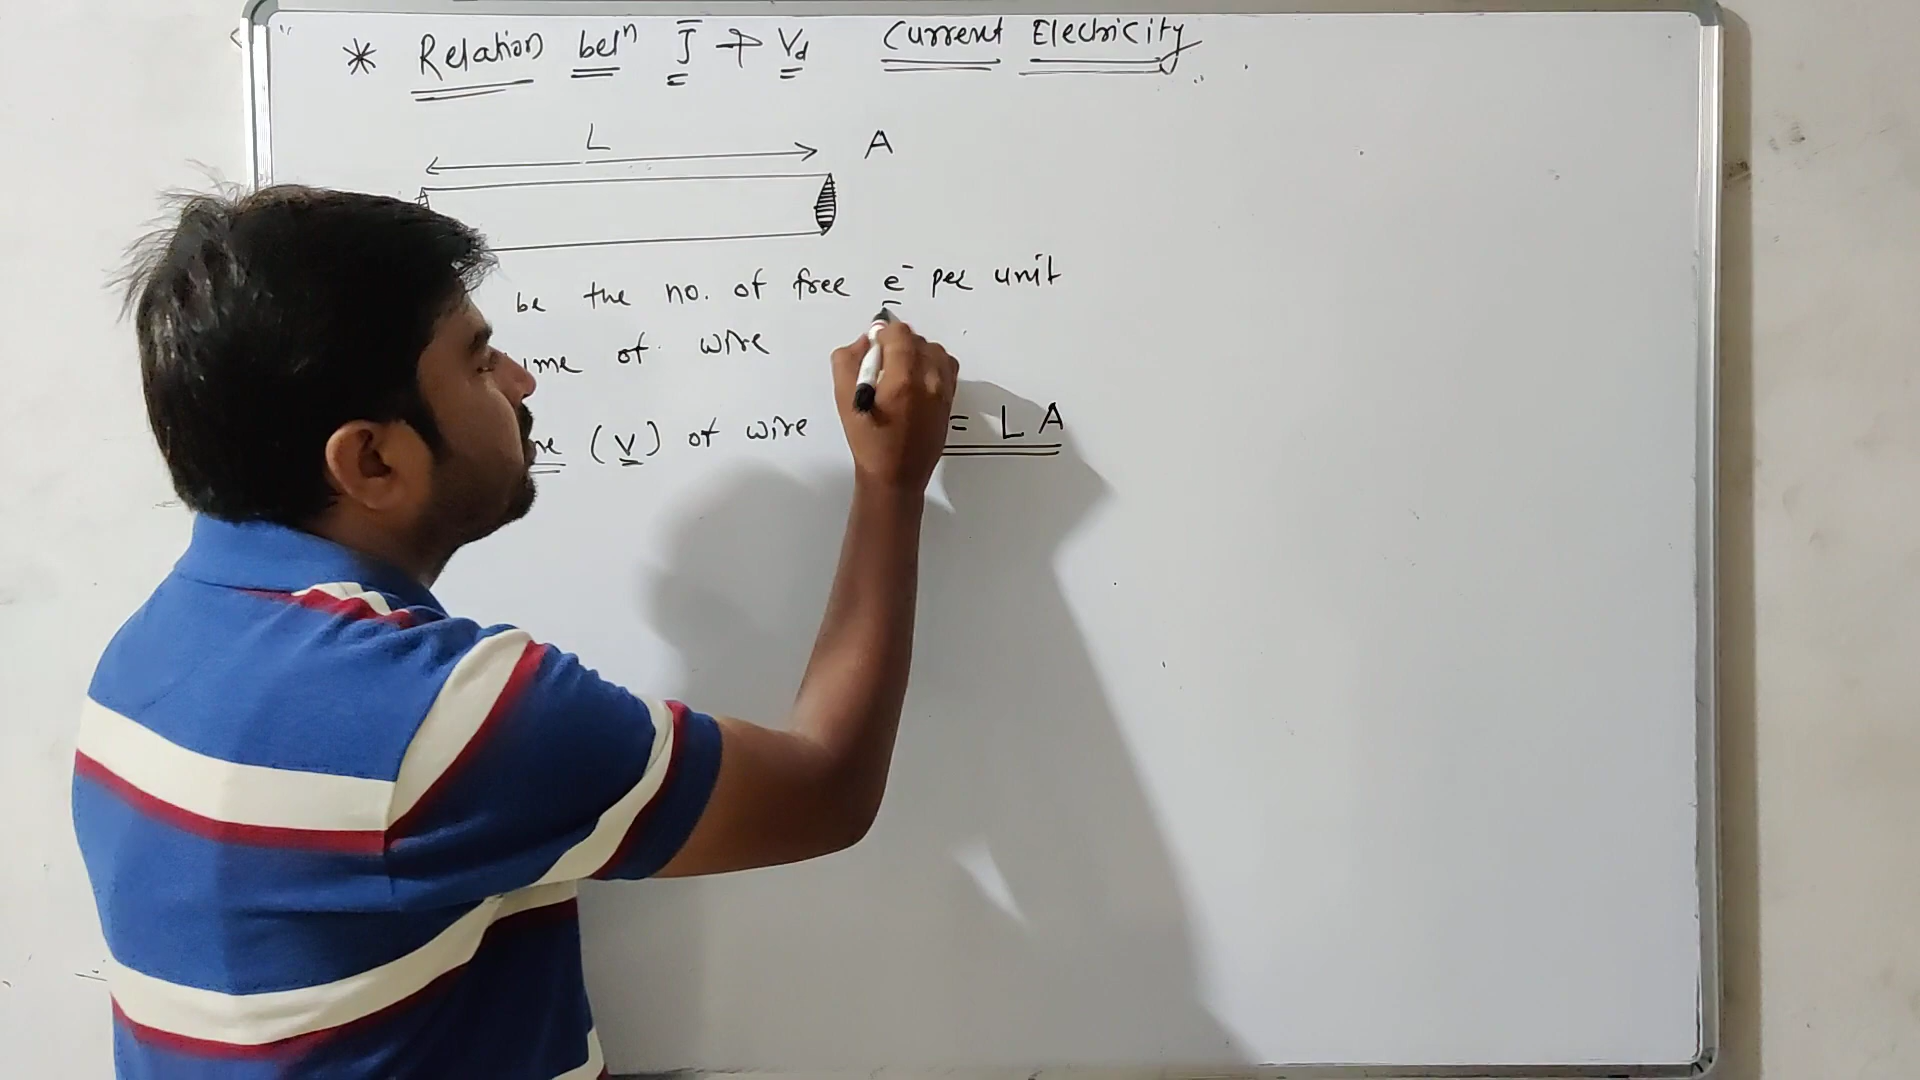 * Relation betⁿ J̅ & Vd Current Electricity
L A
A
be the no. of free e⁻ per unit
of wire
(V) of wire = L A